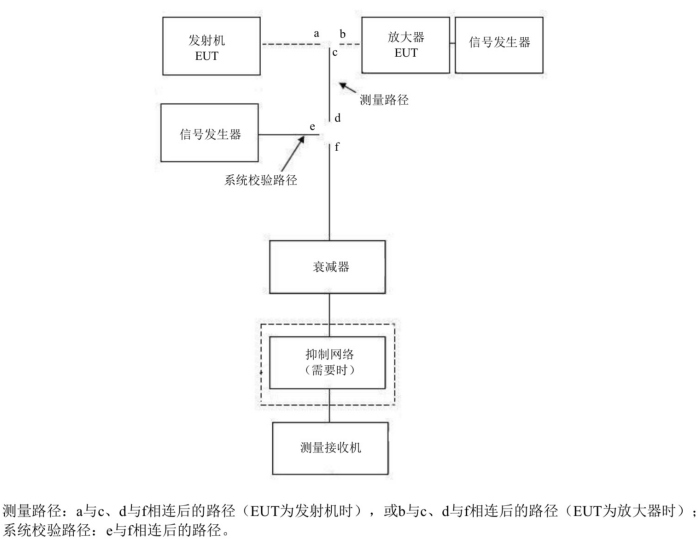 发射机
EUT
a
b
c
放大器
EUT
信号发生器
测量路径
d
信号发生器
e
f
系统校验路径
衰减器
抑制网络
（需要时）
测量接收机
测量路径：a与c、d与f相连后的路径（EUT为发射机时），或b与c、d与f相连后的路径（EUT为放大器时）；
系统校验路径：e与f相连后的路径。